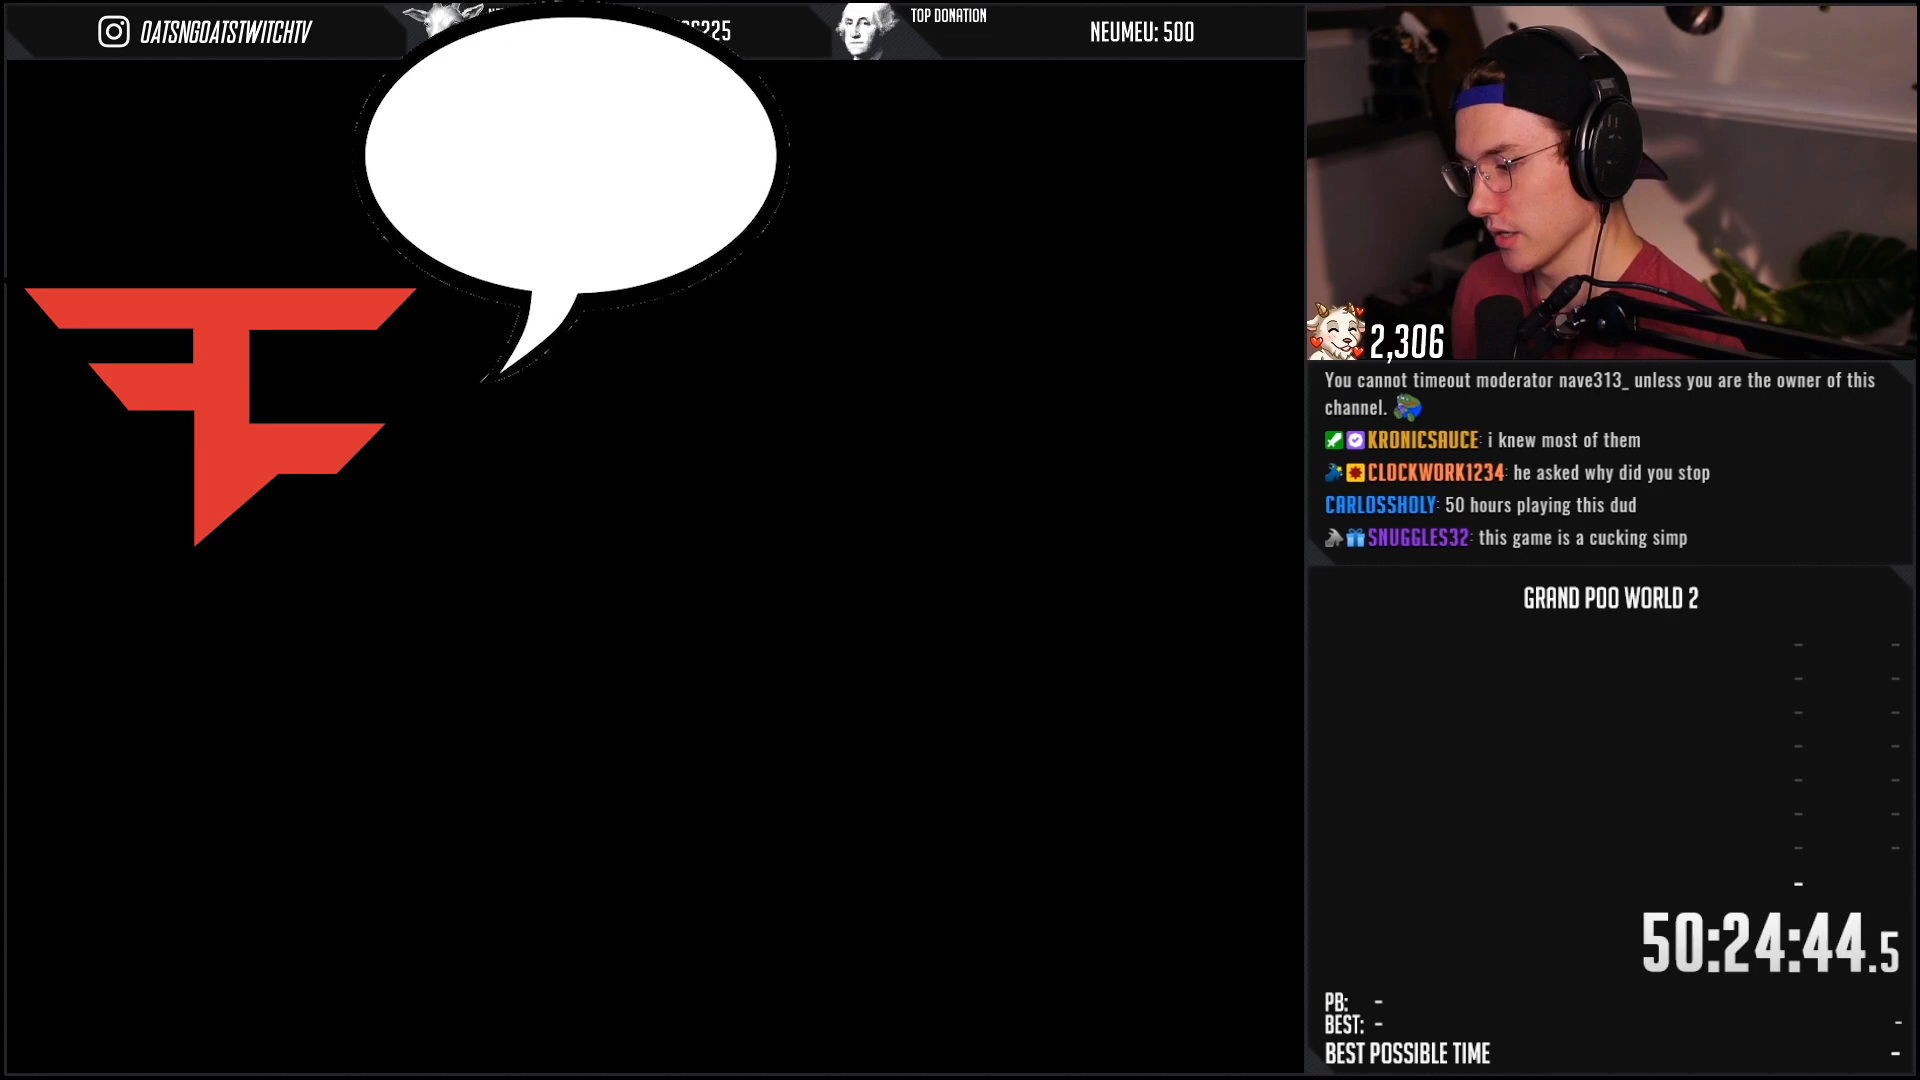 OATSNGOATSTWITCHTV
TOP DONATION
NEUMEU: 500
2,306
You cannot timeout moderator nave313_ unless you are the owner of this
channel.
KRONICSAUCE: i knew most of them
CLOCKWORK1234: he asked why did you stop
CARLOSSHOLY: 50 hours playing this dud
SNUGGLES32: this game is a cucking simp
GRAND POO WORLD 2
- -
- -
- -
- -
- -
- -
- -
-
50:24:44.5
PB: -
BEST: - -
BEST POSSIBLE TIME -